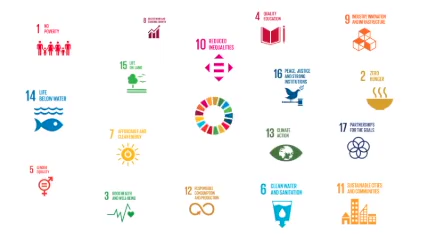 1 NO
POVERTY
8 DECENT WORK AND
ECONOMIC GROWTH
4 QUALITY
EDUCATION
9 INDUSTRY, INNOVATION
AND INFRASTRUCTURE
10 REDUCED
INEQUALITIES
15 LIFE
ON LAND
16 PEACE, JUSTICE
AND STRONG
INSTITUTIONS
2 ZERO
HUNGER
14 LIFE
BELOW WATER
7 AFFORDABLE AND
CLEAN ENERGY
13 CLIMATE
ACTION
17 PARTNERSHIPS
FOR THE GOALS
5 GENDER
EQUALITY
3 GOOD HEALTH
AND WELL-BEING
12 RESPONSIBLE
CONSUMPTION
AND PRODUCTION
6 CLEAN WATER
AND SANITATION
11 SUSTAINABLE CITIES
AND COMMUNITIES